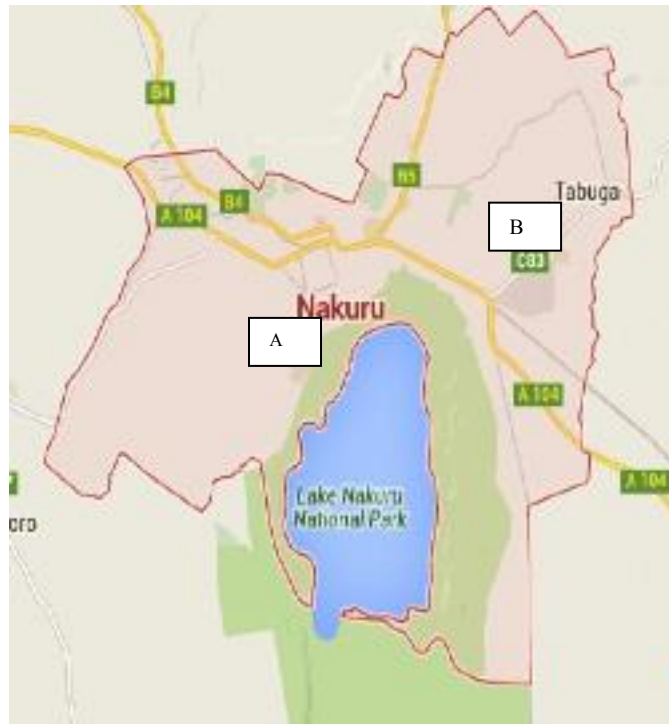 B4
B5
Tabuga
B4
A 104
B
C83
Nakuru
A
A 104
Lake Nakuru
National Park
A 104
oro